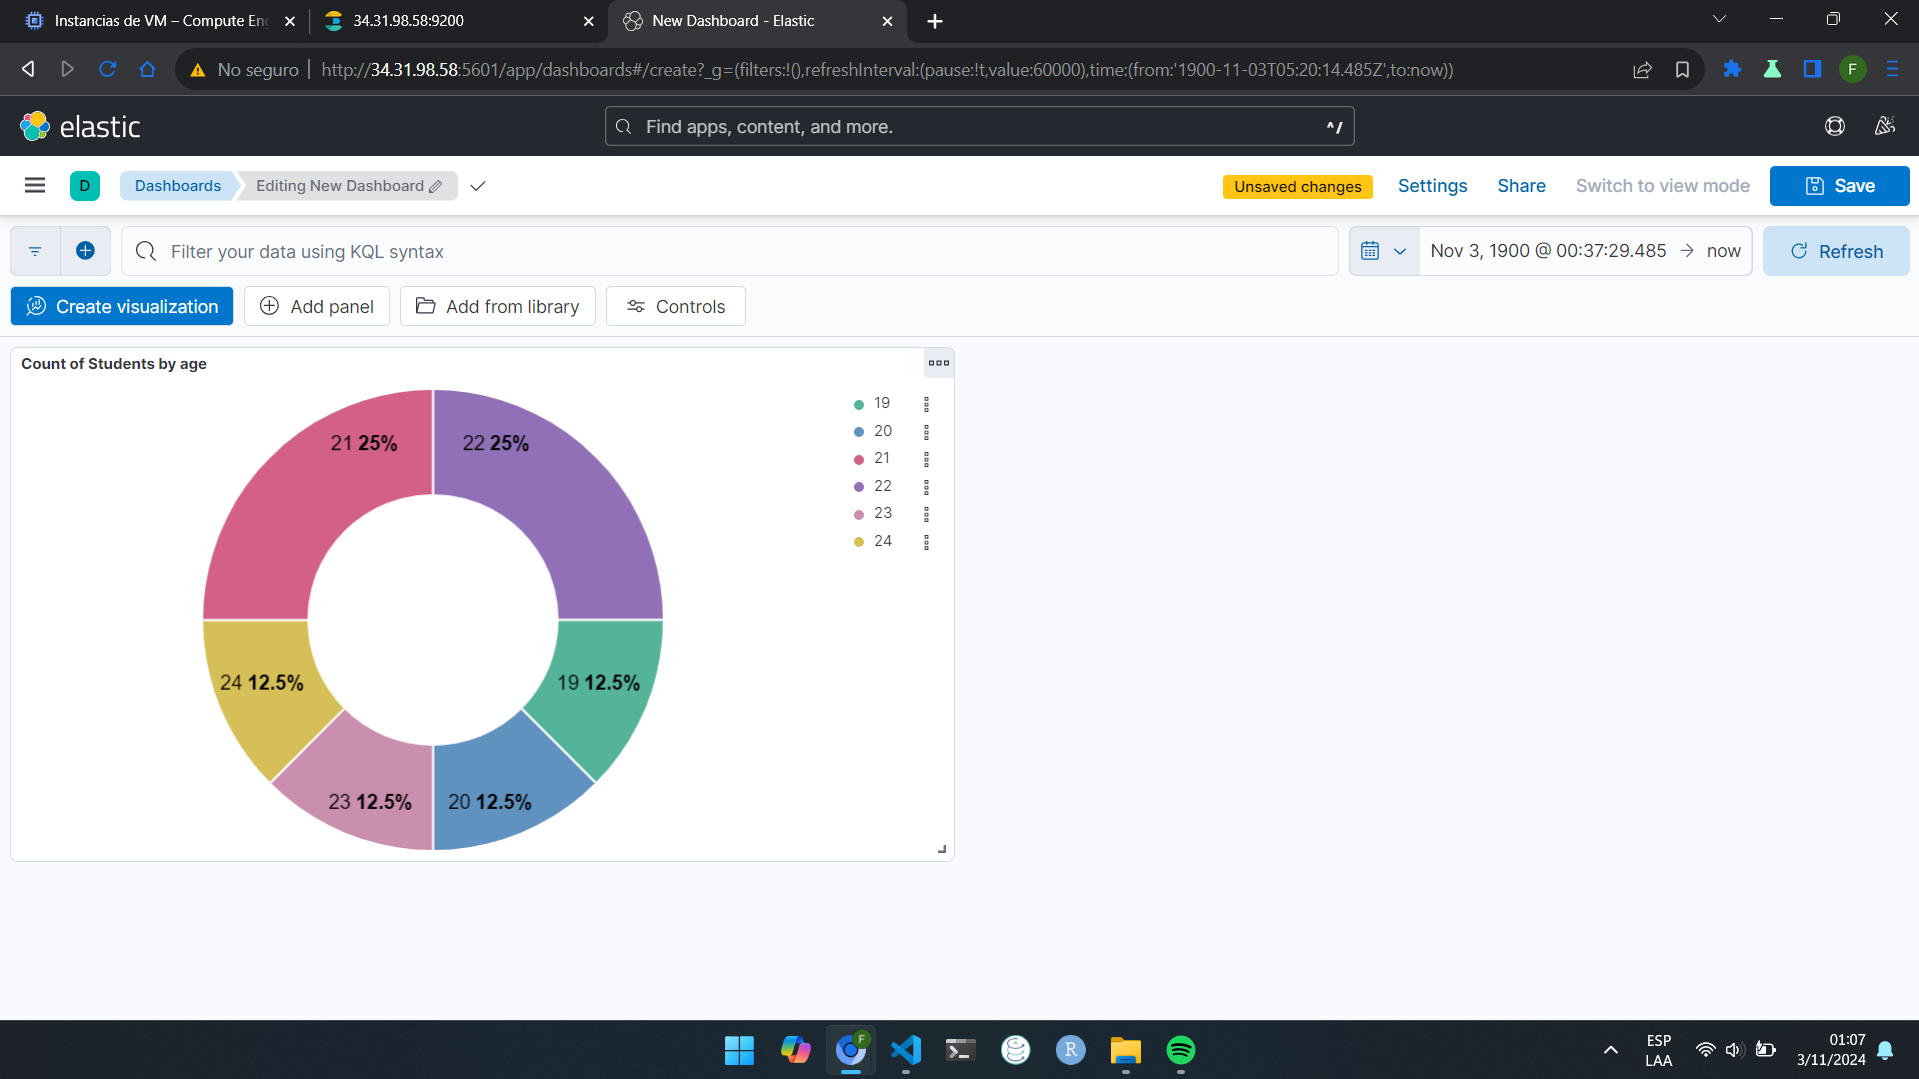 Instancias de VM – Compute En
34.31.98.58:9200
New Dashboard - Elastic
No seguro
http://34.31.98.58:5601/app/dashboards#/create?_g=(filters:!(),refreshInterval:(pause:!t,value:60000),time:(from:'1900-11-03T05:20:14.485Z',to:now))
F
elastic
Find apps, content, and more.
^/
D
Dashboards
Editing New Dashboard
Unsaved changes
Settings
Share
Switch to view mode
Save
Filter your data using KQL syntax
Nov 3, 1900 @ 00:37:29.485
now
Refresh
Create visualization
Add panel
Add from library
Controls
Count of Students by age
21 25%
22 25%
24 12.5%
19 12.5%
23 12.5%
20 12.5%
19
20
21
22
23
24
F
R
ESP
LAA
01:07
3/11/2024